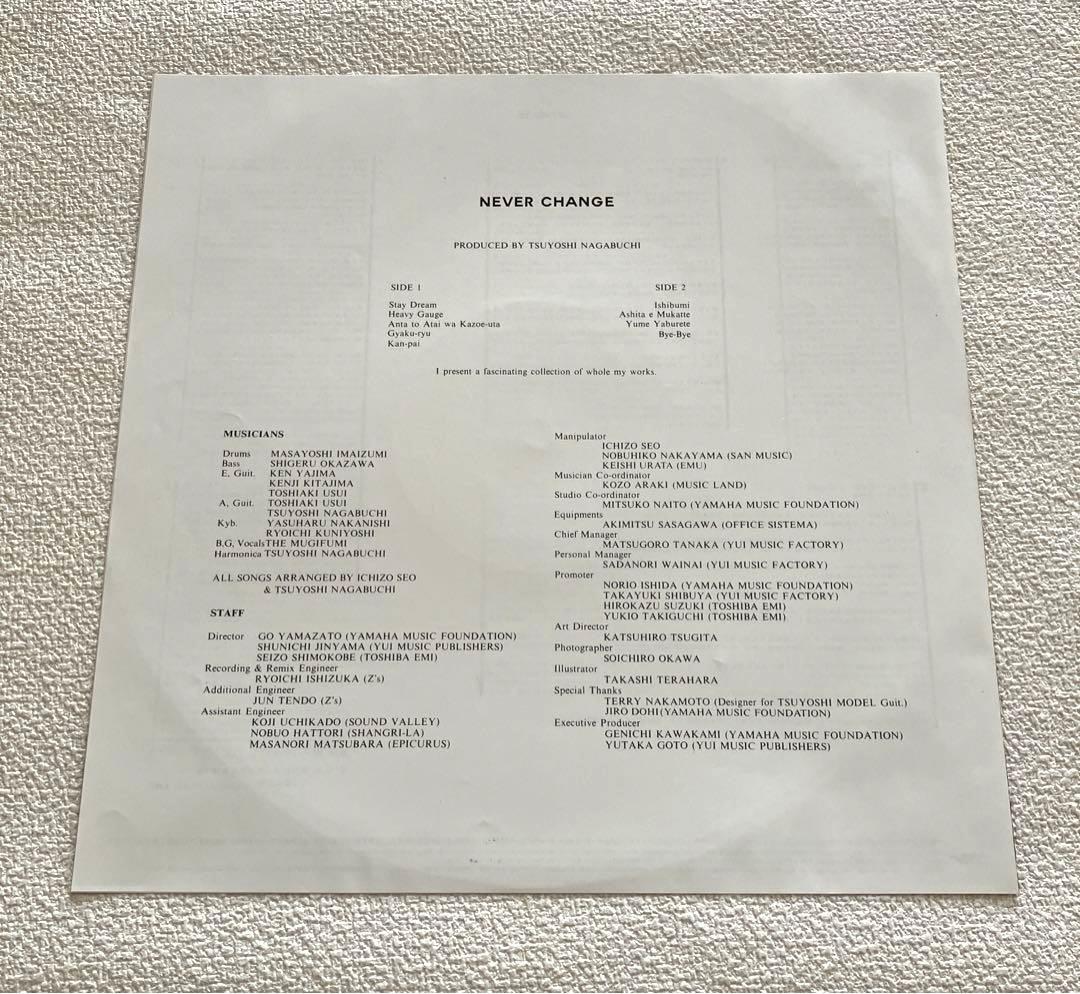 NEVER CHANGE
PRODUCED BY TSUYOSHI NAGABUCHI
SIDE 1
Stay Dream
Heavy Gauge
Anta to Atai wa Kazoe-uta
Gyaku-ryu
Kan-pai
SIDE 2
Ishibumi
Ashita e Mukatte
Yume Yaburete
Bye-Bye
I present a fascinating collection of whole my works.
MUSICIANS
Drums MASAYOSHI IMAIZUMI
Bass SHIGERU OKAZAWA
E, Guit. KEN YAJIMA
KENJI KITAJIMA
TOSHIAKI USUI
A, Guit. TOSHIAKI USUI
TSUYOSHI NAGABUCHI
Kyb. YASUHARU NAKANISHI
RYOICHI KUNIYOSHI
B,G, Vocals THE MUGIFUMI
Harmonica TSUYOSHI NAGABUCHI
ALL SONGS ARRANGED BY ICHIZO SEO
& TSUYOSHI NAGABUCHI
STAFF
Director GO YAMAZATO (YAMAHA MUSIC FOUNDATION)
SHUNICHI JINYAMA (YUI MUSIC PUBLISHERS)
SEIZO SHIMOKOBE (TOSHIBA EMI)
Recording & Remix Engineer
RYOICHI ISHIZUKA (Z's)
Additional Engineer
JUN TENDO (Z's)
Assistant Engineer
KOJI UCHIKADO (SOUND VALLEY)
NOBUO HATTORI (SHANGRI-LA)
MASANORI MATSUBARA (EPICURUS)
Manipulator
ICHIZO SEO
NOBUHIKO NAKAYAMA (SAN MUSIC)
KEISHI URATA (EMU)
Musician Co-ordinator
KOZO ARAKI (MUSIC LAND)
Studio Co-ordinator
MITSUKO NAITO (YAMAHA MUSIC FOUNDATION)
Equipments
AKIMITSU SASAGAWA (OFFICE SISTEMA)
Chief Manager
MATSUGORO TANAKA (YUI MUSIC FACTORY)
Personal Manager
SADANORI WAINAI (YUI MUSIC FACTORY)
Promoter
NORIO ISHIDA (YAMAHA MUSIC FOUNDATION)
TAKAYUKI SHIBUYA (YUI MUSIC FACTORY)
HIROKAZU SUZUKI (TOSHIBA EMI)
YUKIO TAKIGUCHI (TOSHIBA EMI)
Art Director
KATSUHIRO TSUGITA
Photographer
SOICHIRO OKAWA
Illustrator
TAKASHI TERAHARA
Special Thanks
TERRY NAKAMOTO (Designer for TSUYOSHI MODEL Guit.)
JIRO DOHI (YAMAHA MUSIC FOUNDATION)
Executive Producer
GENICHI KAWAKAMI (YAMAHA MUSIC FOUNDATION)
YUTAKA GOTO (YUI MUSIC PUBLISHERS)